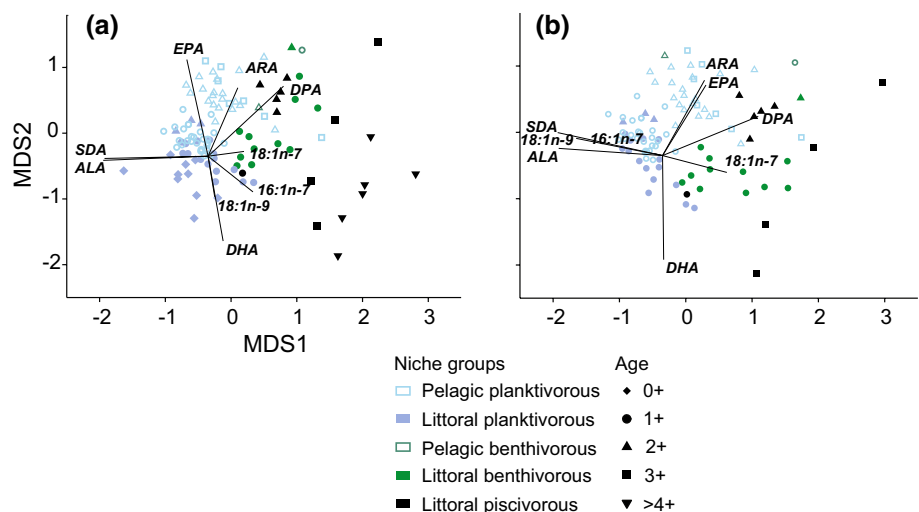 (a)
(b)
2
1
0
-1
-2
MDS2
EPA
ARA
DPA
SDA
ALA
18:1n-7
16:1n-7
18:1n-9
DHA
-2 -1 0 1 2 3
MDS1
ARA
EPA
DPA
SDA
18:1n-9
16:1n-7
ALA
18:1n-7
DHA
-2 -1 0 1 2 3
Niche groups
Pelagic planktivorous
Littoral planktivorous
Pelagic benthivorous
Littoral benthivorous
Littoral piscivorous
Age
0+
1+
2+
3+
>4+